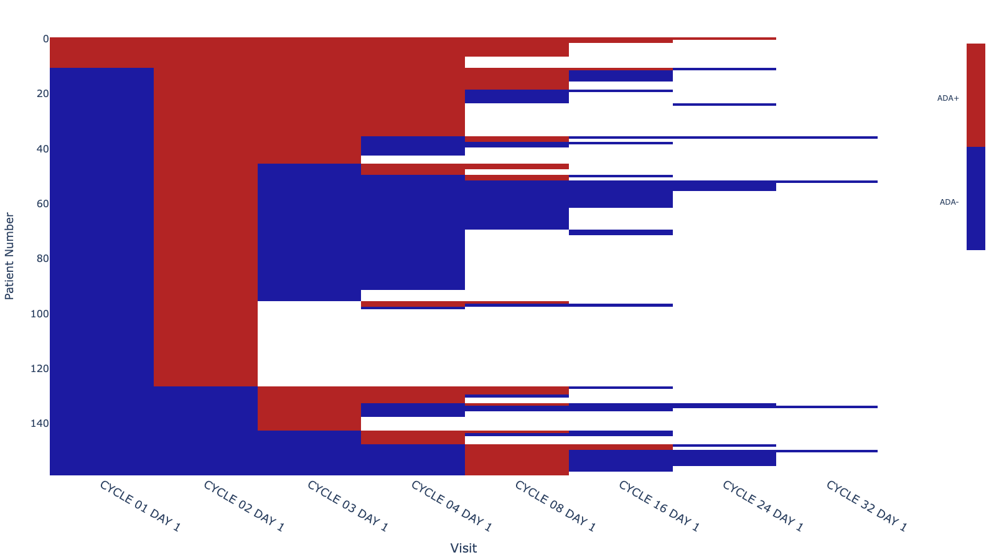 0
20
40
60
80
100
120
140
Patient Number
CYCLE 01 DAY 1
CYCLE 02 DAY 1
CYCLE 03 DAY 1
CYCLE 04 DAY 1
CYCLE 08 DAY 1
CYCLE 16 DAY 1
CYCLE 24 DAY 1
CYCLE 32 DAY 1
Visit
ADA+
ADA-